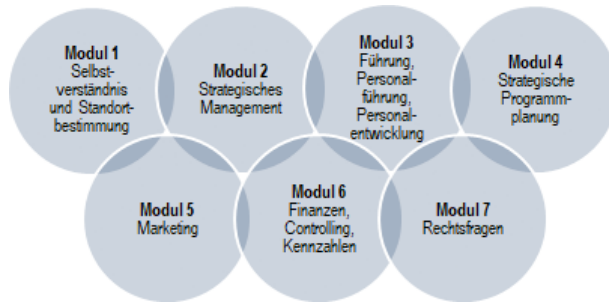 Modul 1
Selbst-
verständnis
und Standort-
bestimmung
Modul 2
Strategisches
Management
Modul 3
Führung,
Personal-
führung,
Personal-
entwicklung
Modul 4
Strategische
Programm-
planung
Modul 5
Marketing
Modul 6
Finanzen,
Controlling,
Kennzahlen
Modul 7
Rechtsfragen